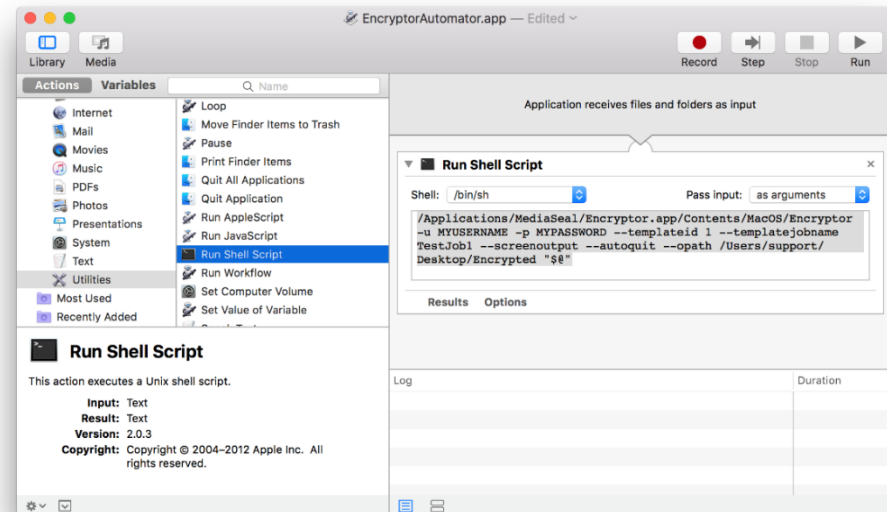 EncryptorAutomator.app — Edited
Library
Media
Record
Step
Stop
Run
Actions
Variables
Name
Internet
Mail
Movies
Music
PDFs
Photos
Presentations
System
Text
Utilities
Most Used
Recently Added
Loop
Move Finder Items to Trash
Pause
Print Finder Items
Quit All Applications
Quit Application
Run AppleScript
Run JavaScript
Run Shell Script
Run Workflow
Set Computer Volume
Set Value of Variable
Application receives files and folders as input
Run Shell Script
Shell: /bin/sh
Pass input: as arguments
/Applications/MediaSeal/Encryptor.app/Contents/MacOS/Encryptor
-u MYUSERNAME -p MYPASSWORD --templateid 1 --templatejobname
TestJob1 --screenoutput --autoquit --opath /Users/support/
Desktop/Encrypted "$@"
Results
Options
Run Shell Script
This action executes a Unix shell script.
Input: Text
Result: Text
Version: 2.0.3
Copyright: Copyright © 2004–2012 Apple Inc. All
rights reserved.
Log
Duration